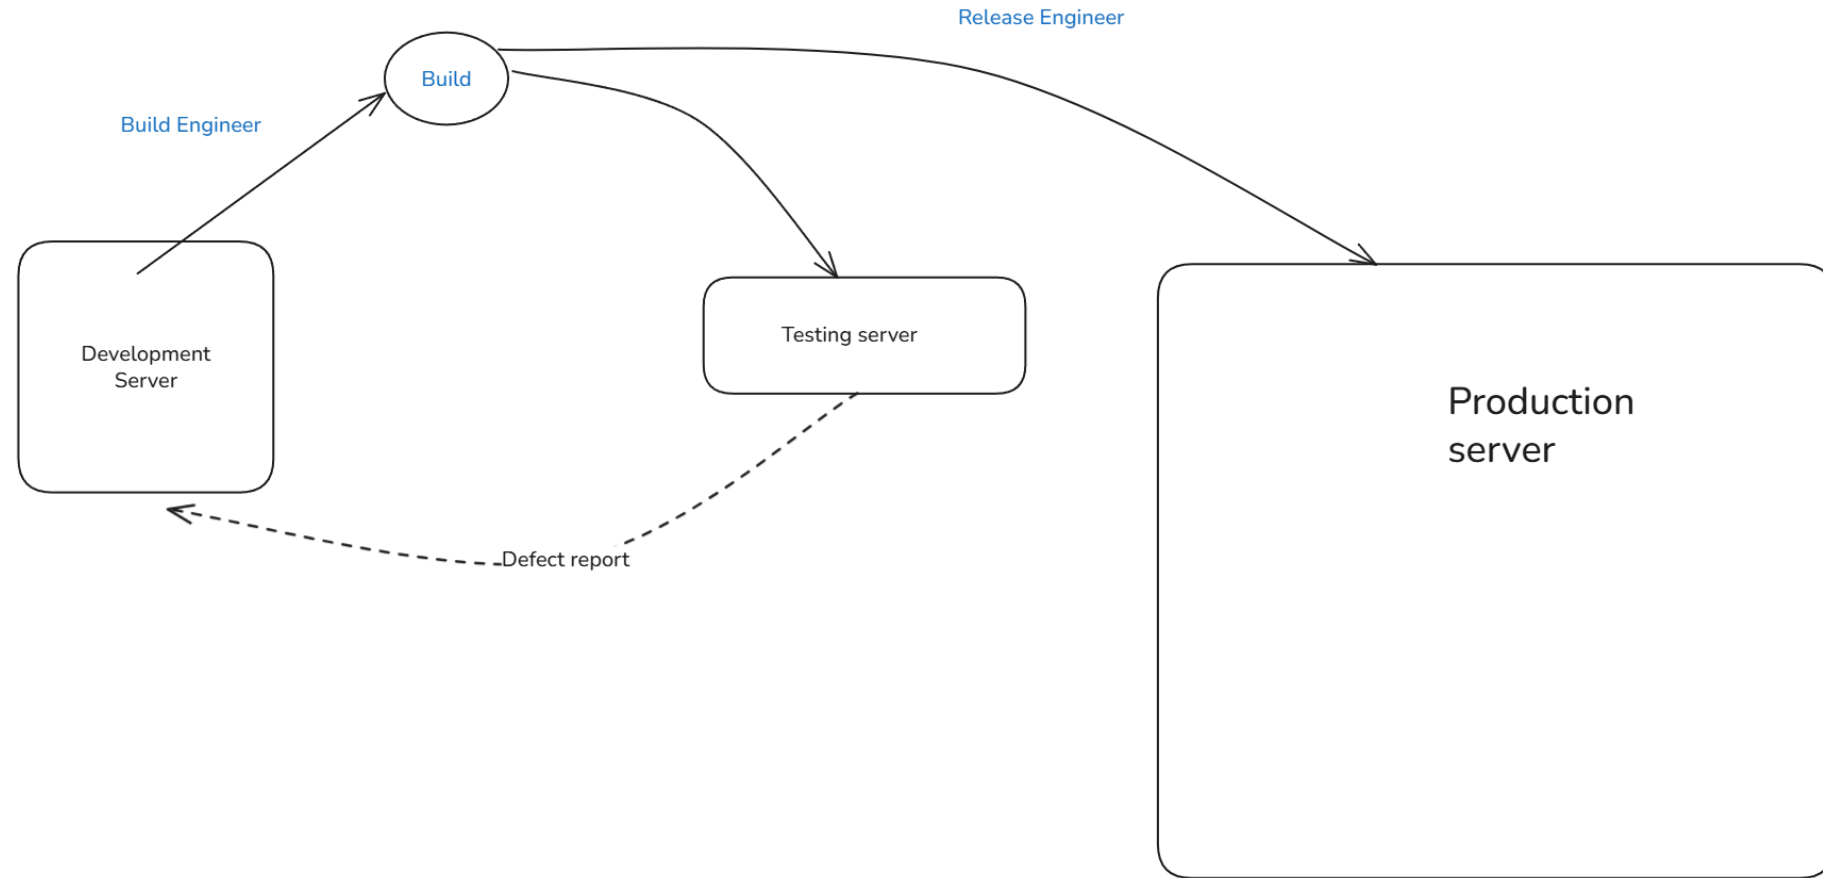 Release Engineer
Build
Build Engineer
Testing server
Development
Server
Production
server
Defect report